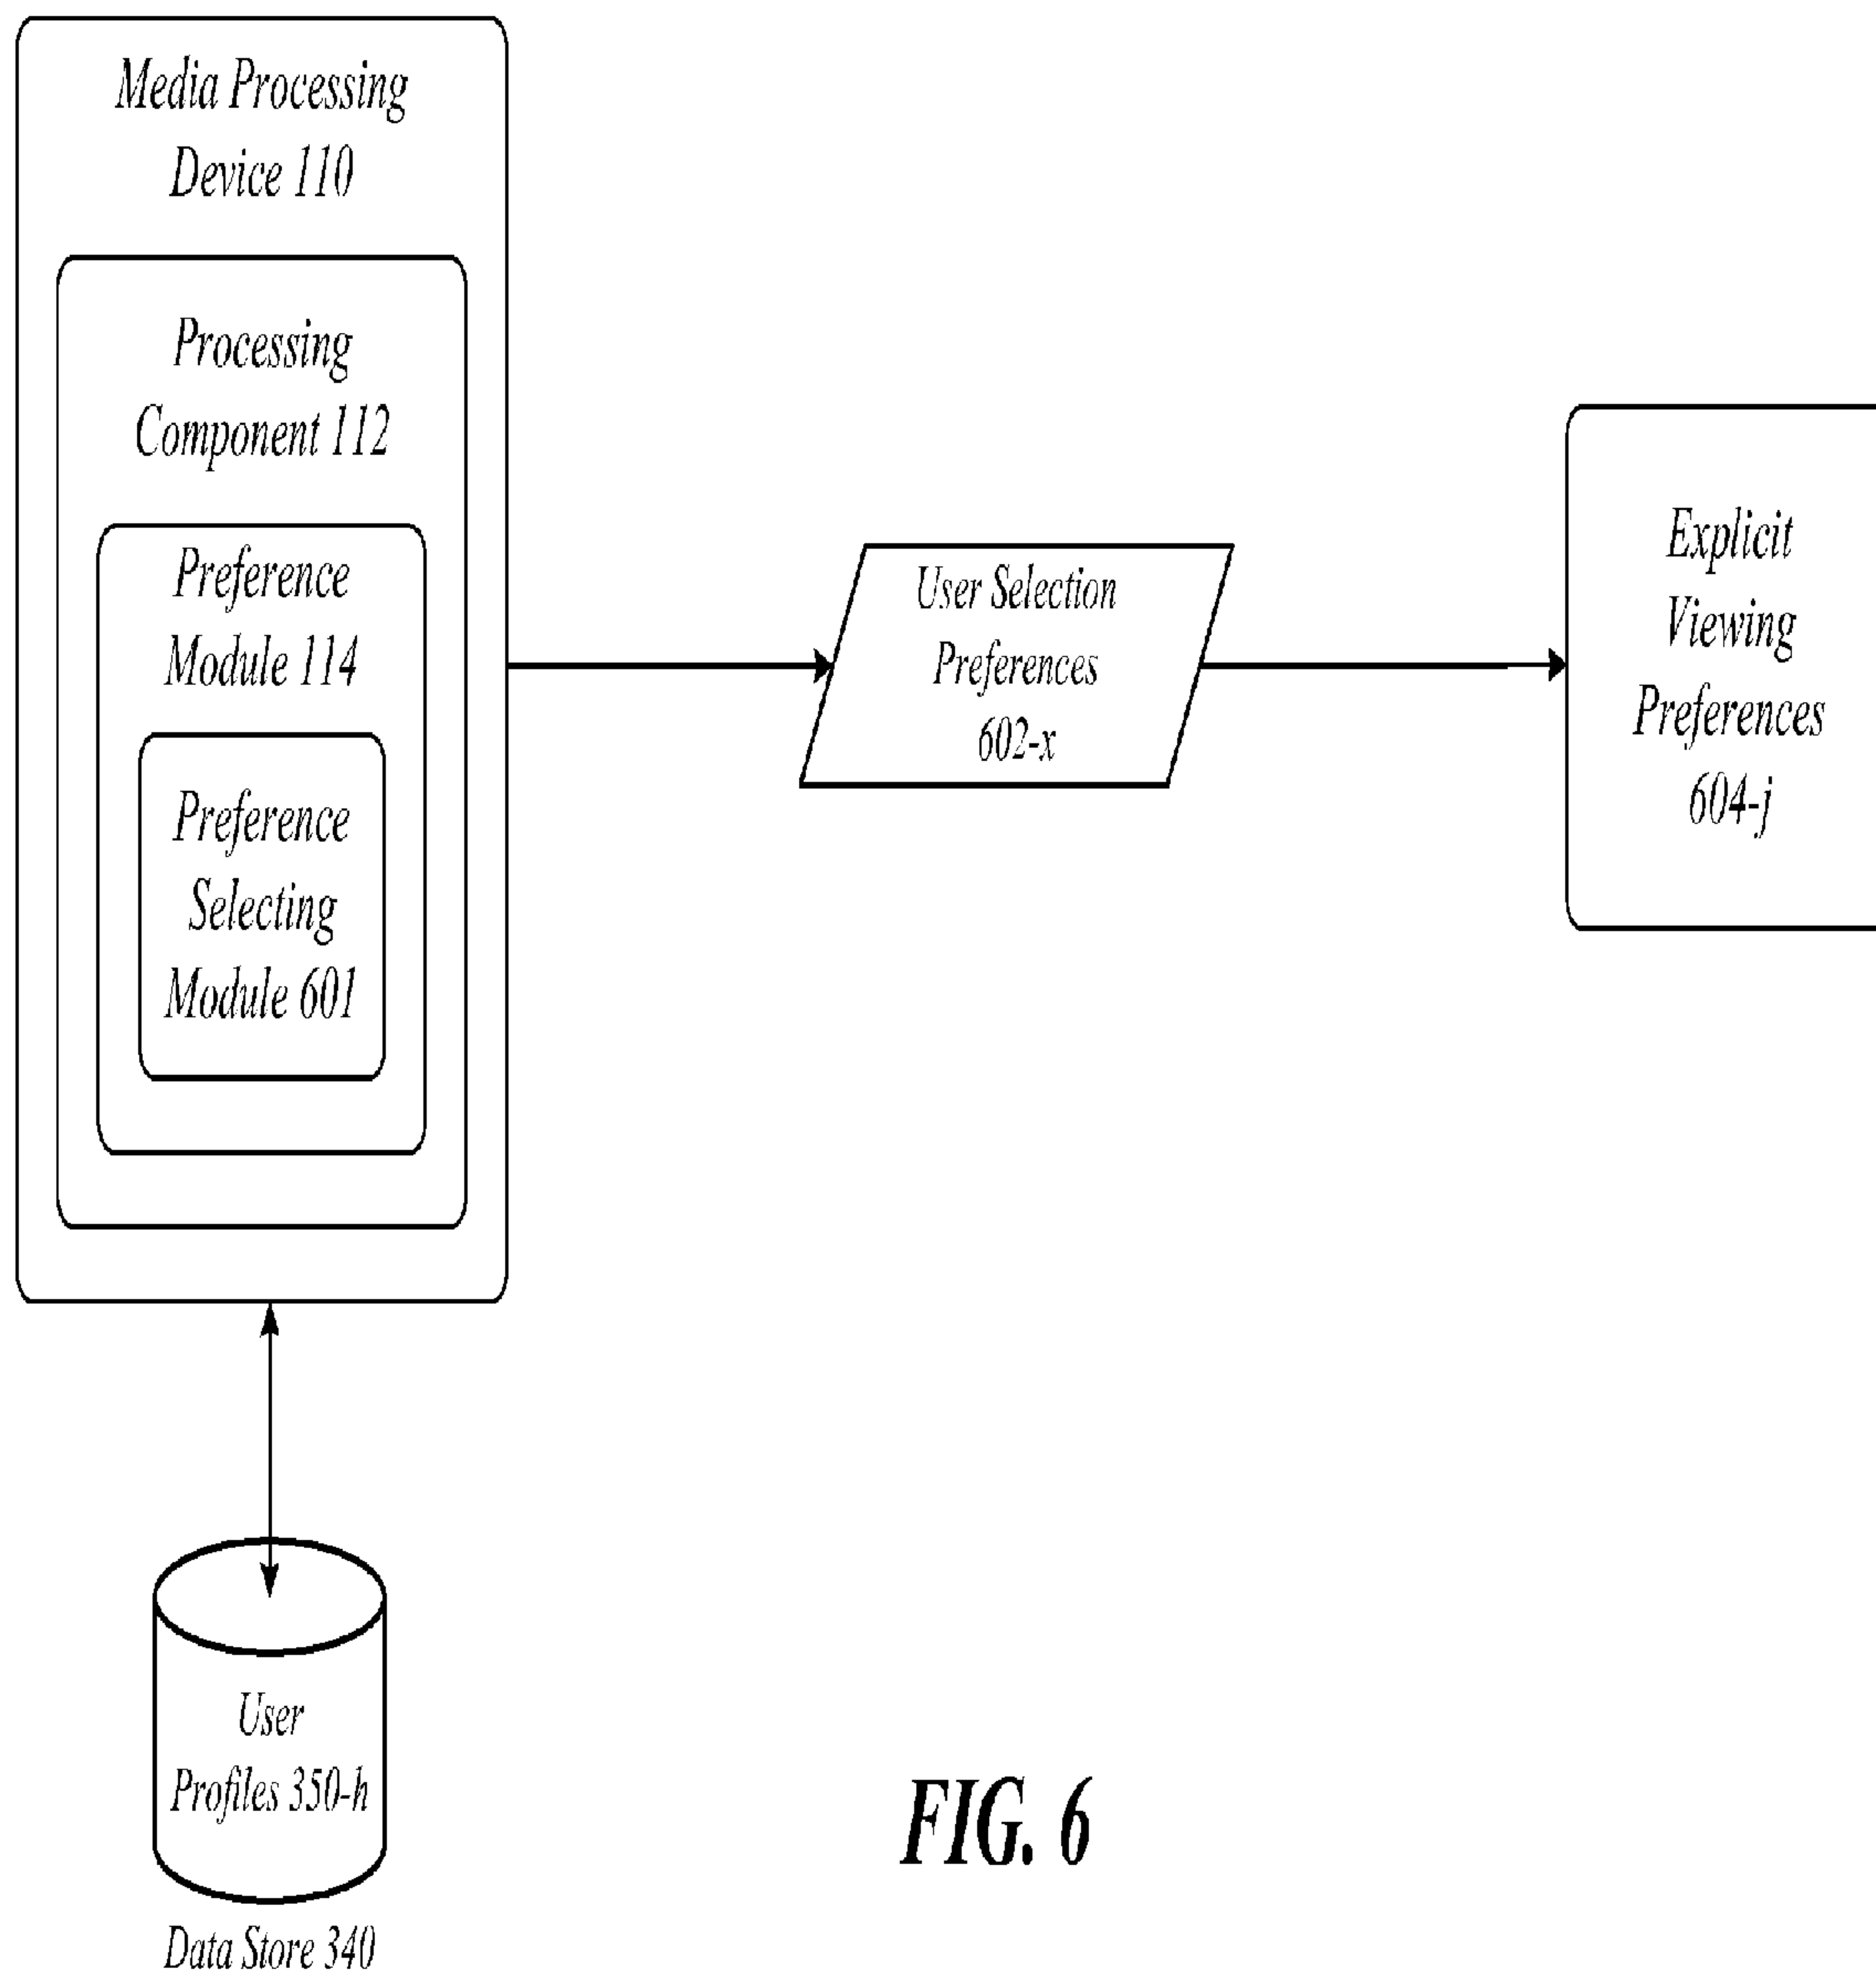 Media Processing
Device 110
Processing
Component 112
Preference
Module 114
Preference
Selecting
Module 601
User Selection
Preferences
602-x
Explicit
Viewing
Preferences
604-j
User
Profiles 350-h
Data Store 340
FIG. 6